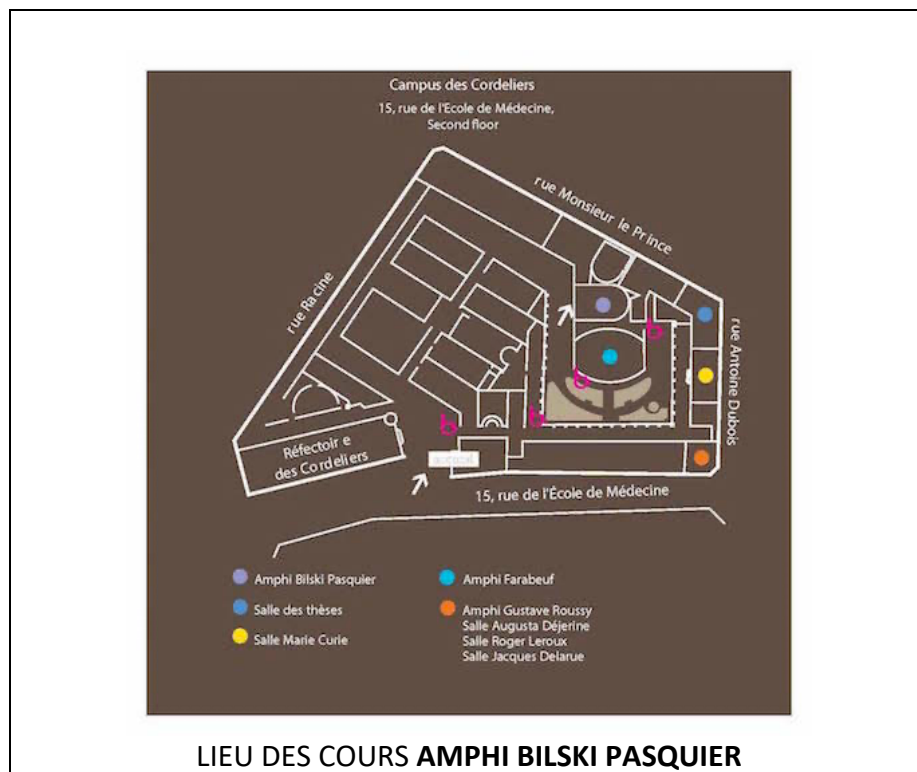 Campus des Cordeliers
15, rue de l'Ecole de Médecine,
Second floor
rue Monsieur le Prince
rue Racine
rue Antoine Dubois
Réfectoir e
des Cordeliers
15, rue de l'École de Médecine
Amphi Bilski Pasquier
Salle des thèses
Salle Marie Curie
Amphi Farabeuf
Amphi Gustave Roussy
Salle Augusta Déjerine
Salle Roger Leroux
Salle Jacques Delarue
LIEU DES COURS AMPHI BILSKI PASQUIER